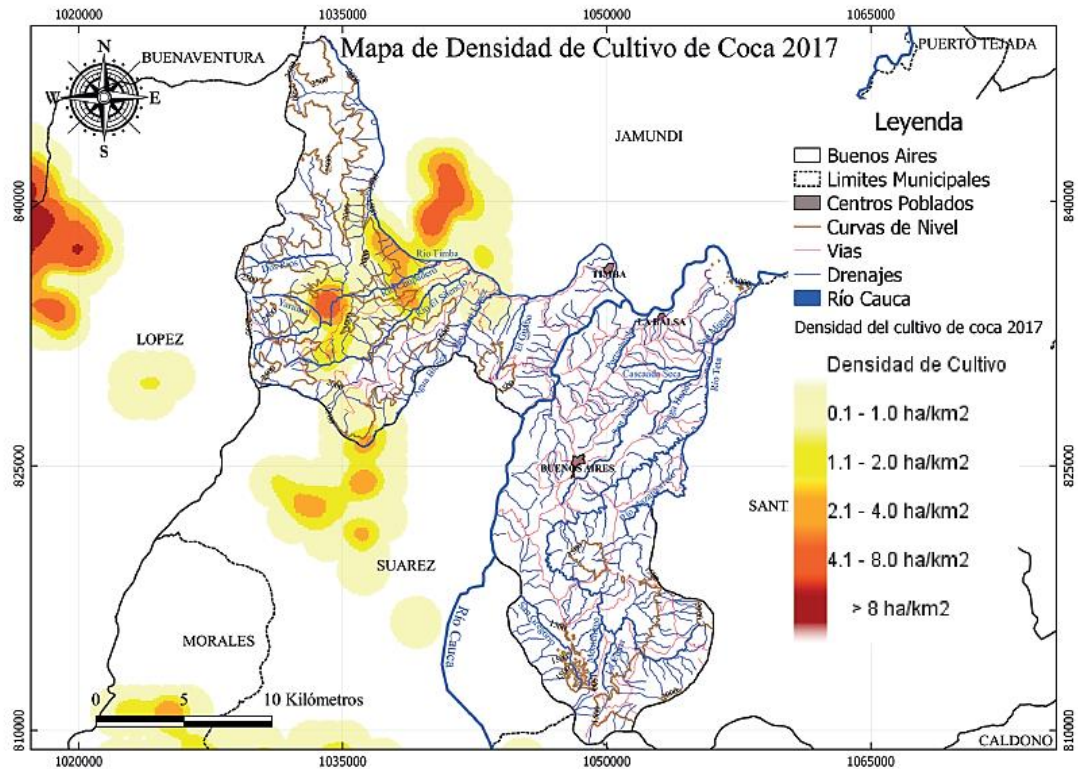 1020000
1035000
1050000
1065000
Mapa de Densidad de Cultivo de Coca 2017
N
W
E
S
BUENAVENTURA
PUERTO TEJADA
JAMUNDI
LOPEZ
SUAREZ
MORALES
CALDONO
SANT
TIMBA
LA BALSA
BUENOS AIRES
Río Timba
Río Cauca
Río Teta
Cascando Seca
840000
825000
810000
840000
825000
810000
Leyenda
Buenos Aires
Limites Municipales
Centros Poblados
Curvas de Nivel
Vias
Drenajes
Río Cauca
Densidad del cultivo de coca 2017
Densidad de Cultivo
0.1 - 1.0 ha/km2
1.1 - 2.0 ha/km2
2.1 - 4.0 ha/km2
4.1 - 8.0 ha/km2
> 8 ha/km2
0
5
10 Kilómetros
1020000
1035000
1050000
1065000